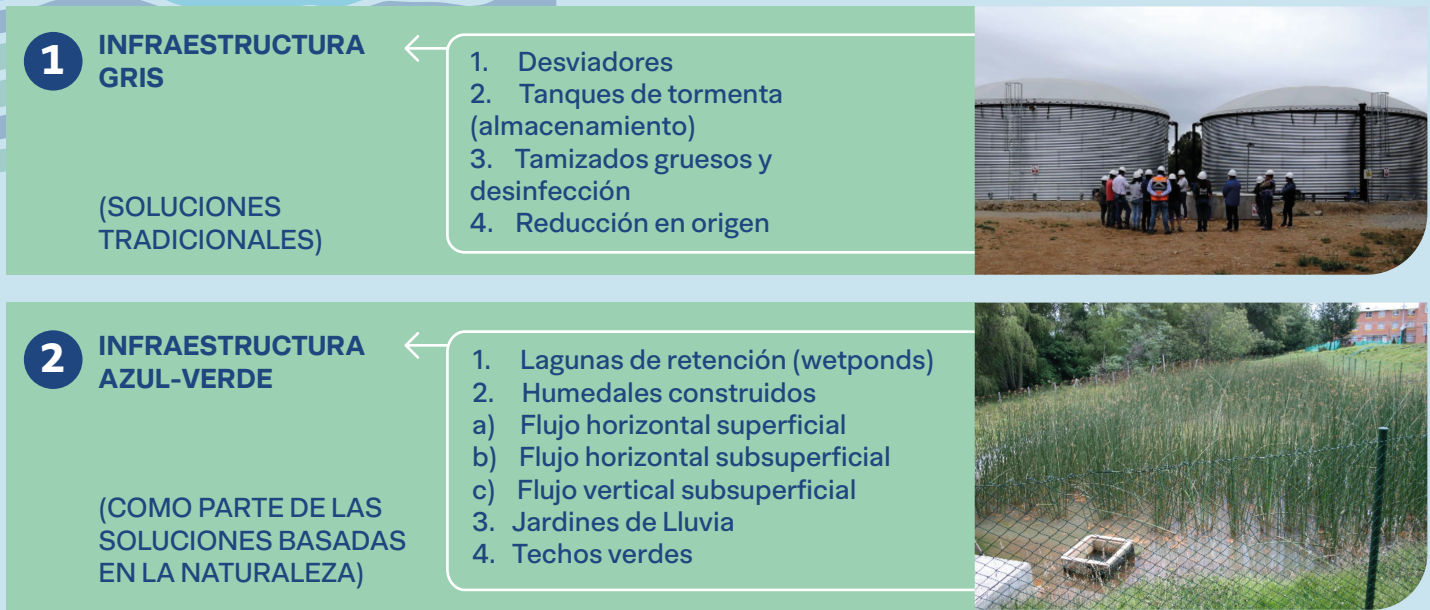 1
INFRAESTRUCTURA
GRIS
(SOLUCIONES
TRADICIONALES)
1. Desviadores
2. Tanques de tormenta
(almacenamiento)
3. Tamizados gruesos y
desinfección
4. Reducción en origen
2
INFRAESTRUCTURA
AZUL-VERDE
(COMO PARTE DE LAS
SOLUCIONES BASADAS
EN LA NATURALEZA)
1. Lagunas de retención (wetponds)
2. Humedales construidos
a) Flujo horizontal superficial
b) Flujo horizontal subsuperficial
c) Flujo vertical subsuperficial
3. Jardines de Lluvia
4. Techos verdes